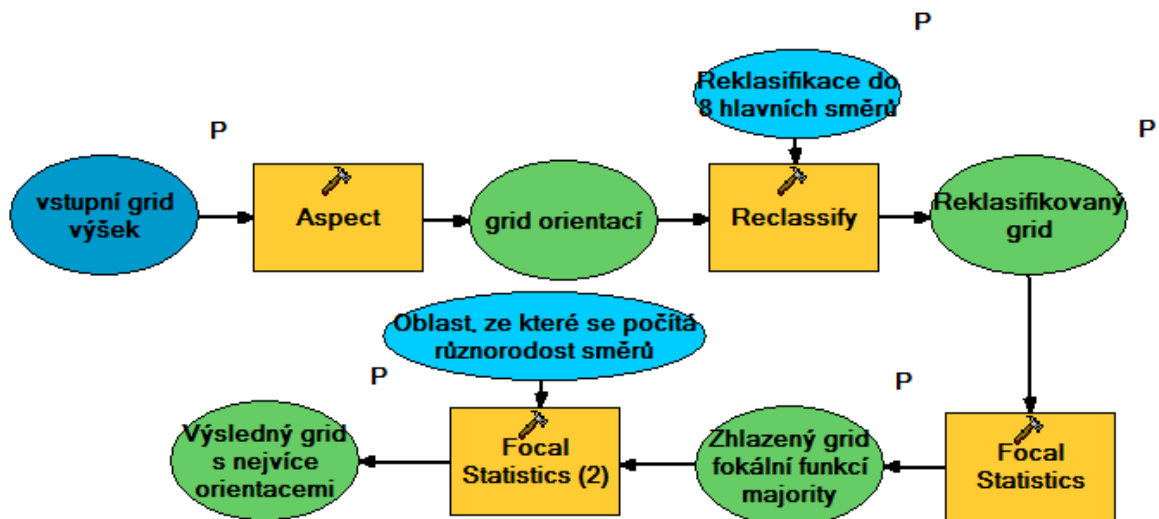 P
Reklasifikace do
8 hlavních směrů
P
P
vstupní grid
výšek
Aspect
grid orientací
Reclassify
Reklasifikovaný
grid
Oblast, ze které se počítá
různorodost směrů
P
P
Výsledný grid
s nejvíce
orientacemi
Focal
Statistics (2)
Zhlazený grid
fokální funkcí
majority
Focal
Statistics